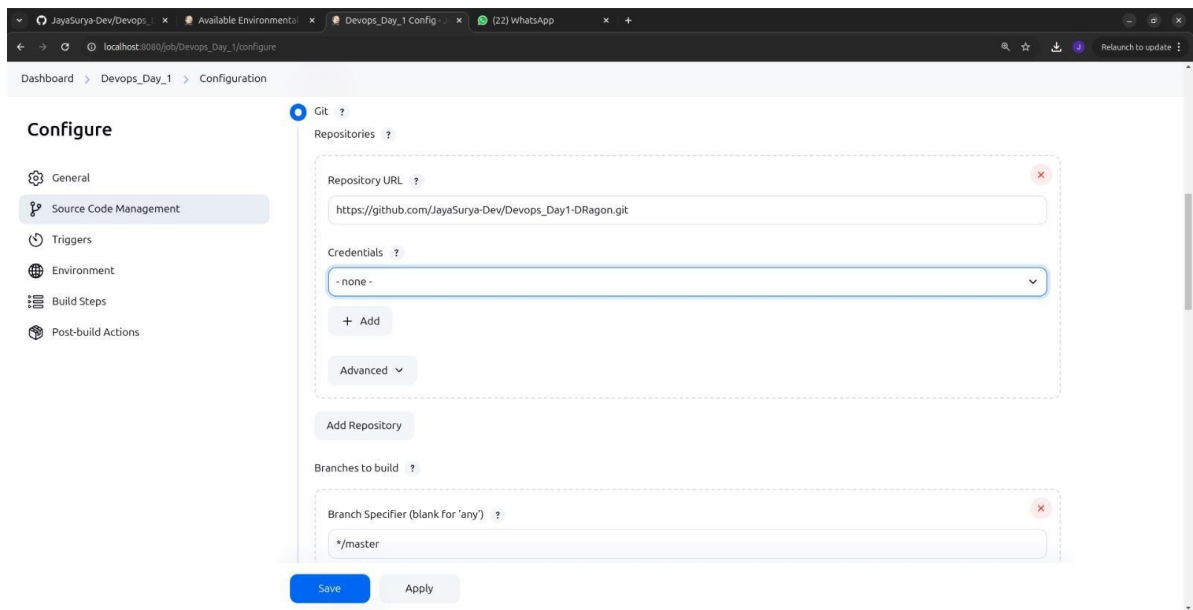 JayaSurya-Dev/Devops_
Available Environmental
Devops_Day_1 Config - J
(22) WhatsApp
localhost:8080/job/Devops_Day_1/configure
J
Relaunch to update
Dashboard > Devops_Day_1 > Configuration
Configure
General
Source Code Management
Triggers
Environment
Build Steps
Post-build Actions
Git ?
Repositories ?
Repository URL ?
https://github.com/JayaSurya-Dev/Devops_Day1-DRagon.git
Credentials ?
- none -
+ Add
Advanced
Add Repository
Branches to build ?
Branch Specifier (blank for 'any') ?
*/master
Save
Apply